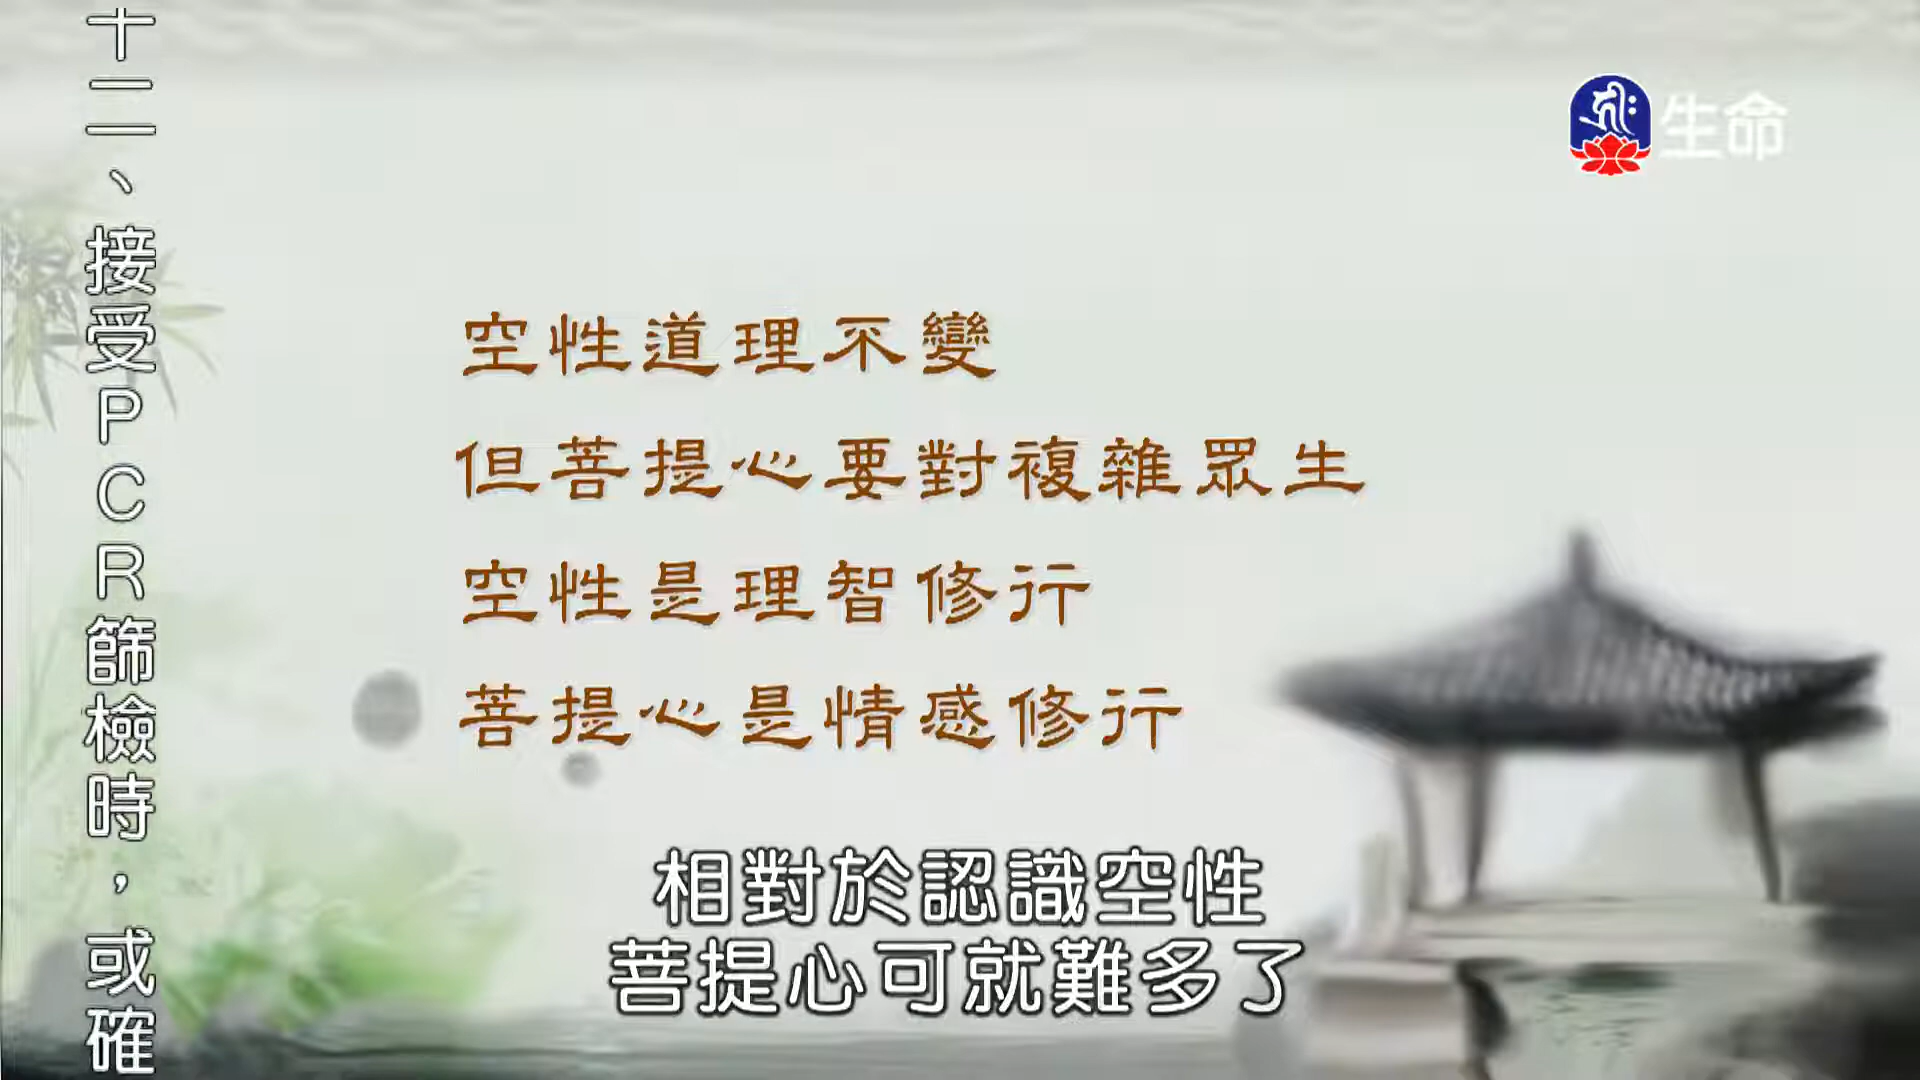 十二、接受PCR篩檢時，或確
生命
空性道理不變
但菩提心要對複雜眾生
空性是理智修行
菩提心是情感修行
相對於認識空性
菩提心可就難多了